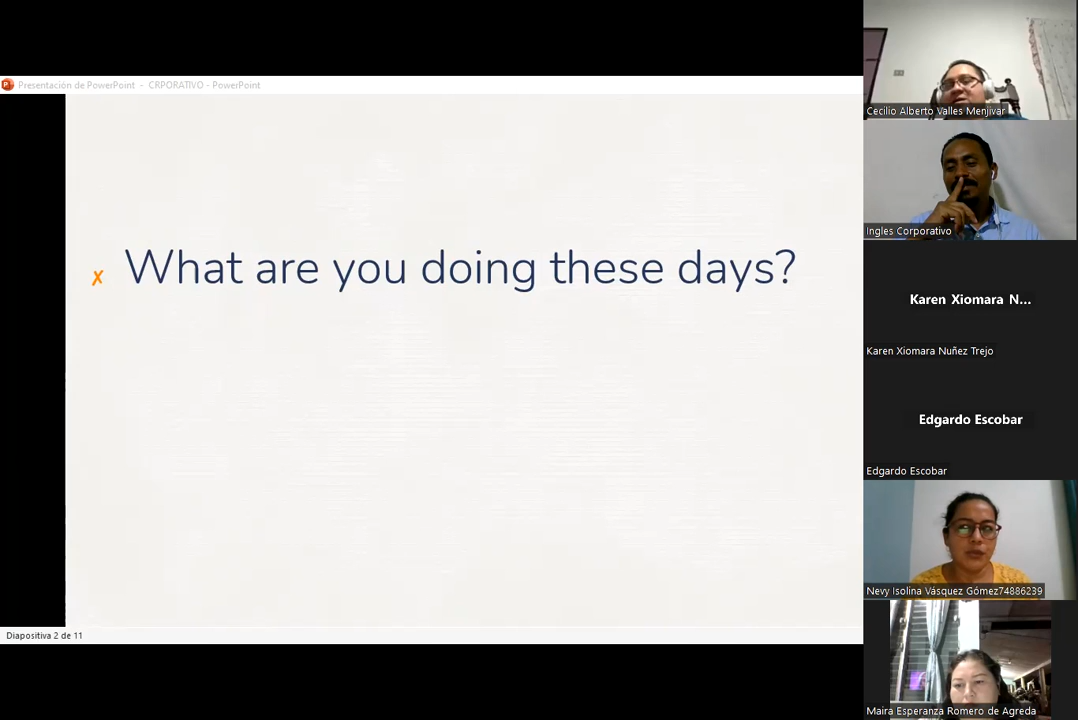 Presentación de PowerPoint - CRPORATIVO - PowerPoint
✗ What are you doing these days?
Diapositiva 2 de 11
Cecilio Alberto Valles Menjivar
Ingles Corporativo
Karen Xiomara N...
Karen Xiomara Nuñez Trejo
Edgardo Escobar
Edgardo Escobar
Nevy Isolina Vásquez Gómez74886239
Maira Esperanza Romero de Agreda